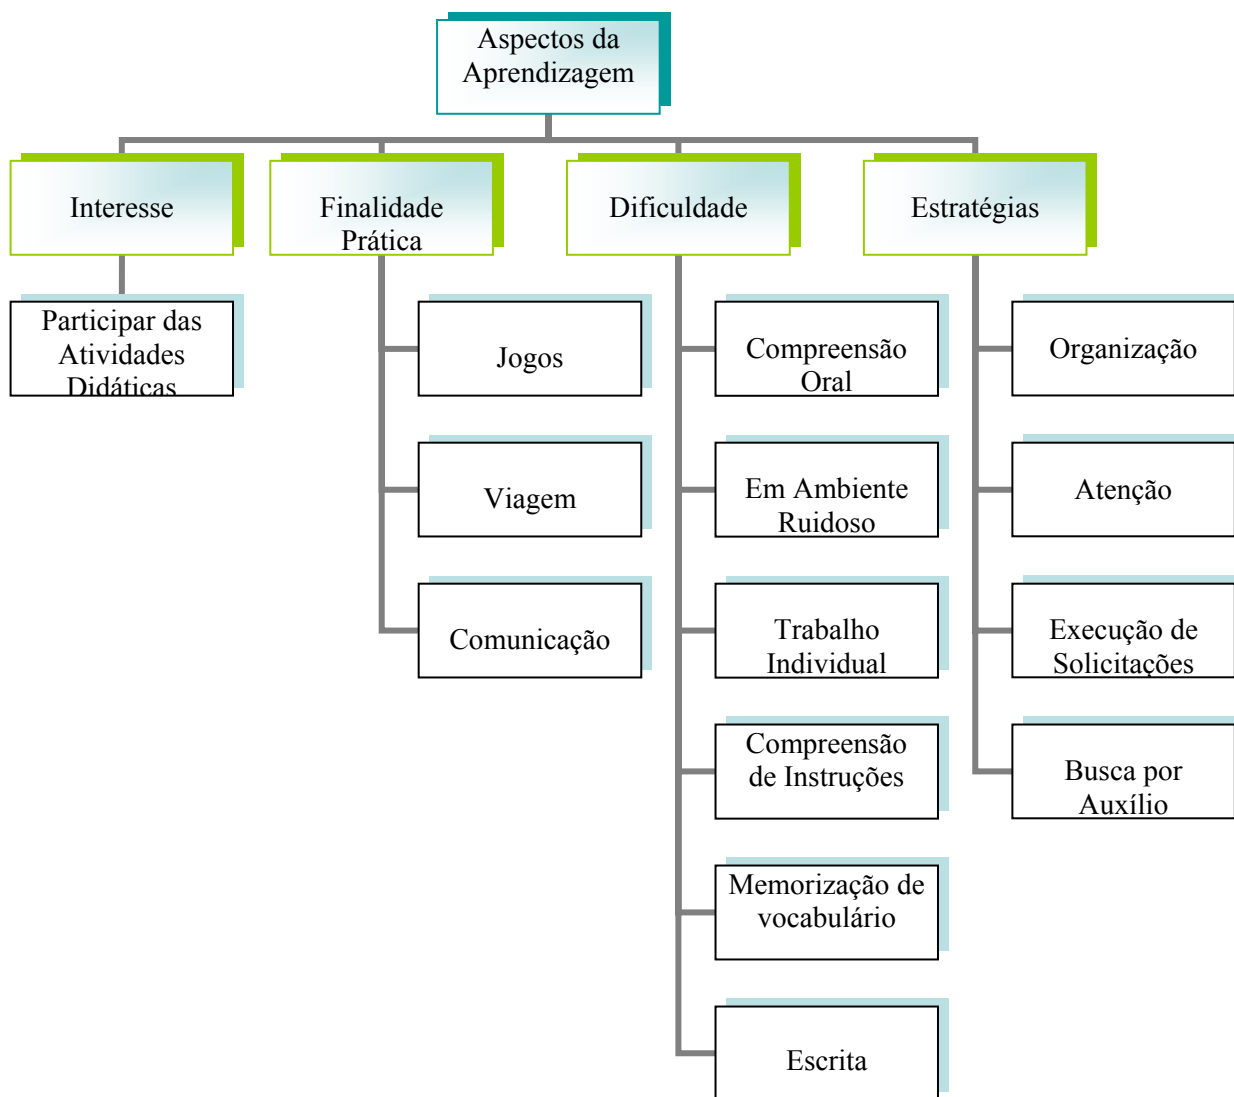 Aspectos da
Aprendizagem
Interesse
Finalidade
Prática
Dificuldade
Estratégias
Participar das
Atividades
Didáticas
Jogos
Viagem
Comunicação
Compreensão
Oral
Em Ambiente
Ruidoso
Trabalho
Individual
Compreensão
de Instruções
Memorização de
vocabulário
Escrita
Organização
Atenção
Execução de
Solicitações
Busca por
Auxílio